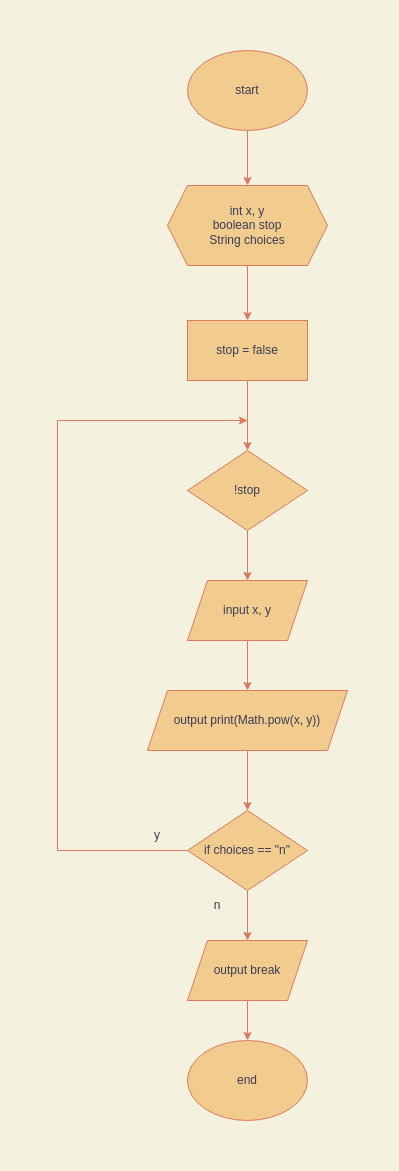 start
int x, y
boolean stop
String choices
stop = false
!stop
input x, y
output print(Math.pow(x, y))
y
if choices == "n"
n
output break
end